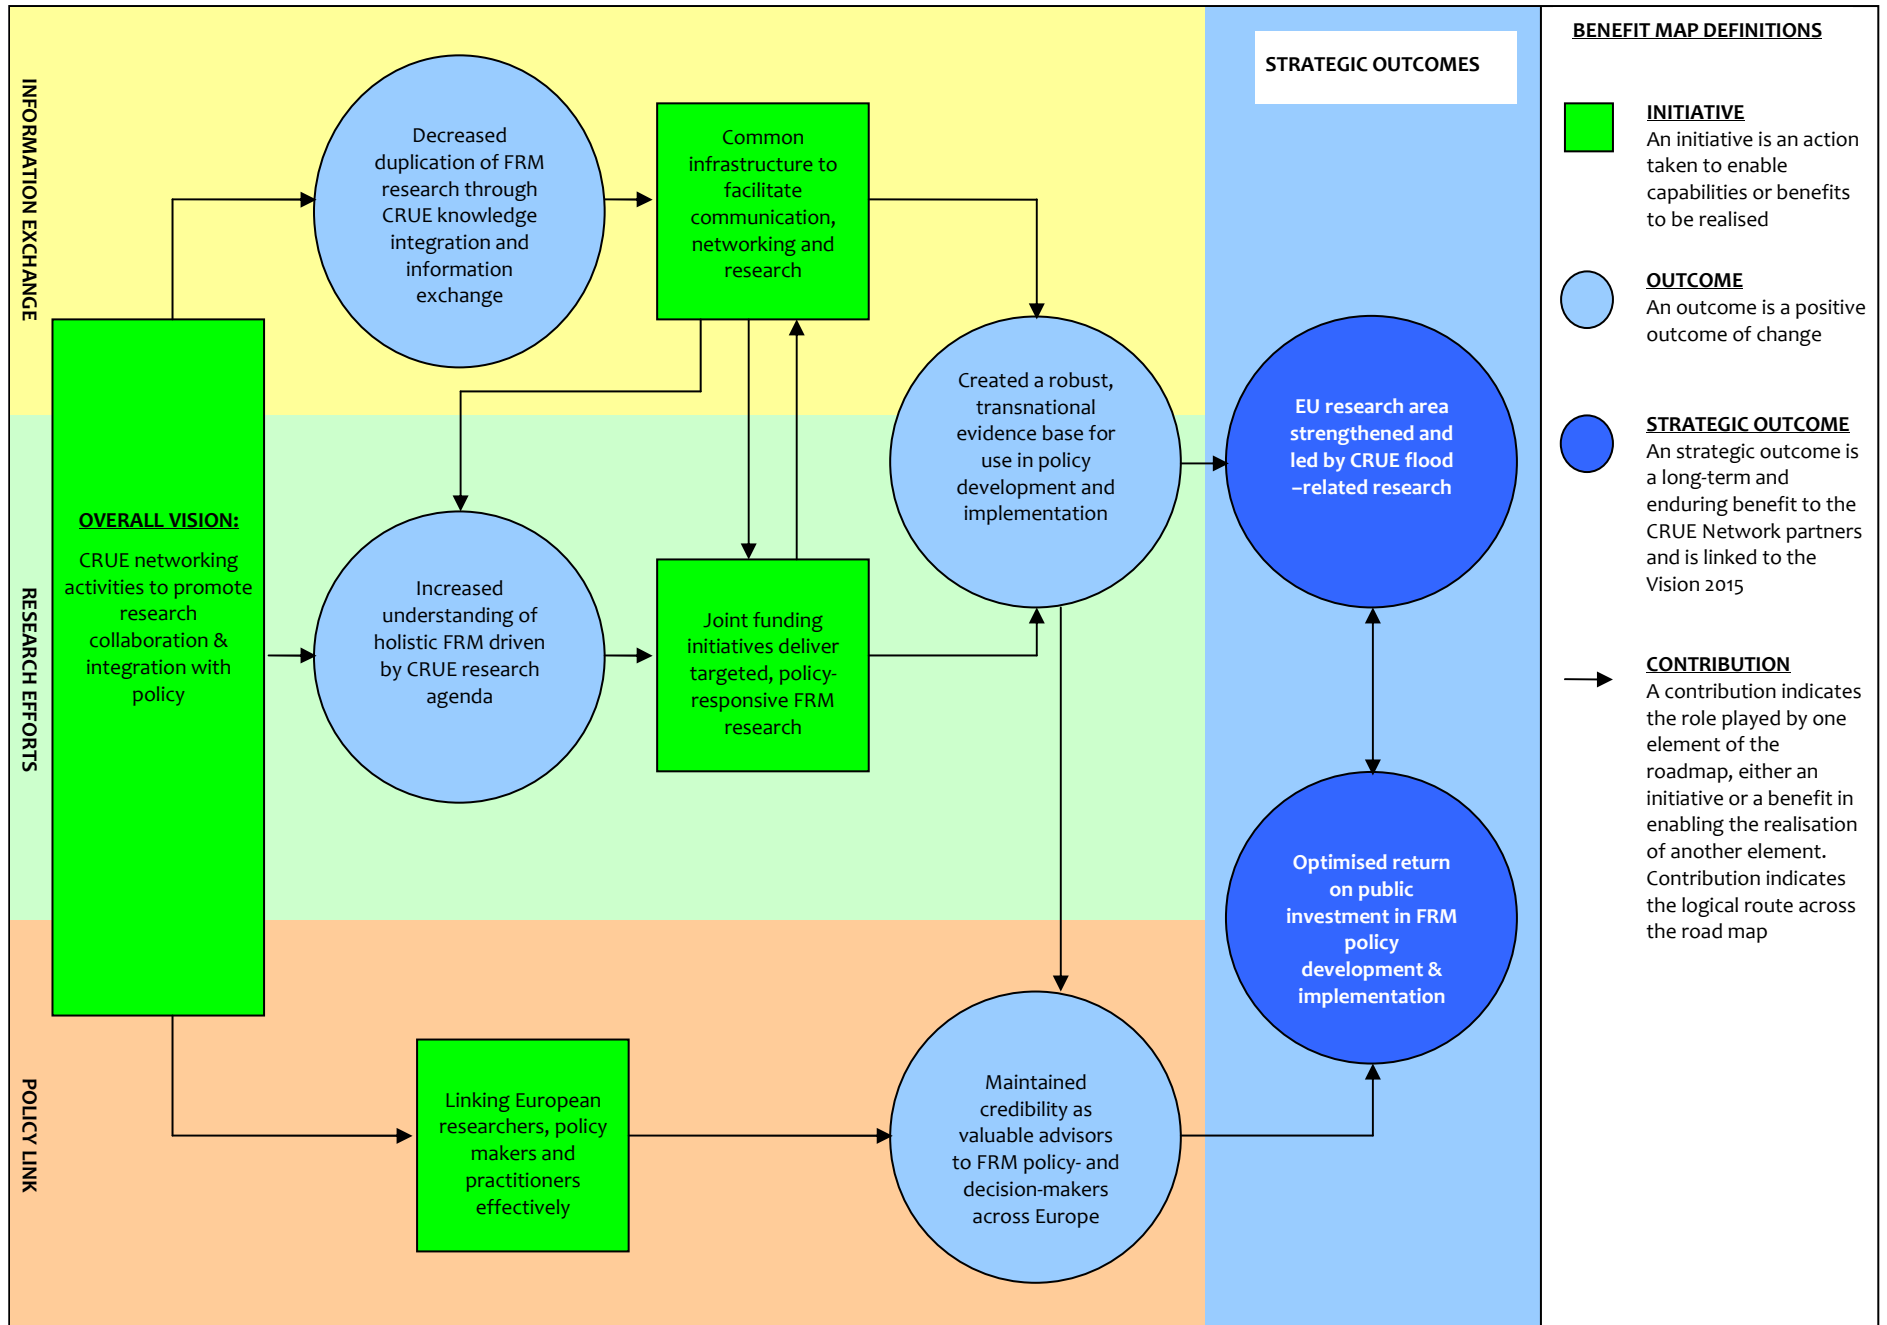 INFORMATION EXCHANGE
RESEARCH EFFORTS
POLICY LINK
OVERALL VISION:
CRUE networking
activities to promote
research
collaboration &
integration with
policy
Decreased
duplication of FRM
research through
CRUE knowledge
integration and
information
exchange
Common
infrastructure to
facilitate
communication,
networking and
research
Increased
understanding of
holistic FRM driven
by CRUE research
agenda
Joint funding
initiatives deliver
targeted, policy-
responsive FRM
research
Linking European
researchers, policy
makers and
practitioners
effectively
Created a robust,
transnational
evidence base for
use in policy
development and
implementation
Maintained
credibility as
valuable advisors
to FRM policy- and
decision-makers
across Europe
STRATEGIC OUTCOMES
EU research area
strengthened and
led by CRUE flood
–related research
Optimised return
on public
investment in FRM
policy
development &
implementation
BENEFIT MAP DEFINITIONS
INITIATIVE
An initiative is an action
taken to enable
capabilities or benefits
to be realised
OUTCOME
An outcome is a positive
outcome of change
STRATEGIC OUTCOME
An strategic outcome is
a long-term and
enduring benefit to the
CRUE Network partners
and is linked to the
Vision 2015
CONTRIBUTION
A contribution indicates
the role played by one
element of the
roadmap, either an
initiative or a benefit in
enabling the realisation
of another element.
Contribution indicates
the logical route across
the road map